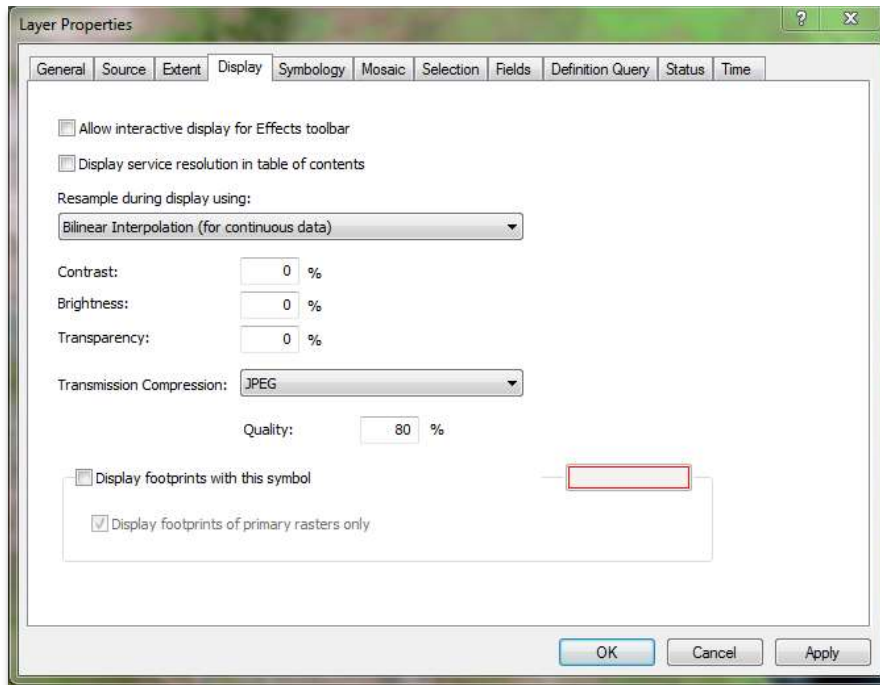 Layer Properties
?
X
General Source Extent Display Symbology Mosaic Selection Fields Definition Query Status Time
Allow interactive display for Effects toolbar
Display service resolution in table of contents
Resample during display using:
Bilinear Interpolation (for continuous data)
Contrast: 0 %
Brightness: 0 %
Transparency: 0 %
Transmission Compression: JPEG
Quality: 80 %
Display footprints with this symbol
Display footprints of primary rasters only
OK Cancel Apply